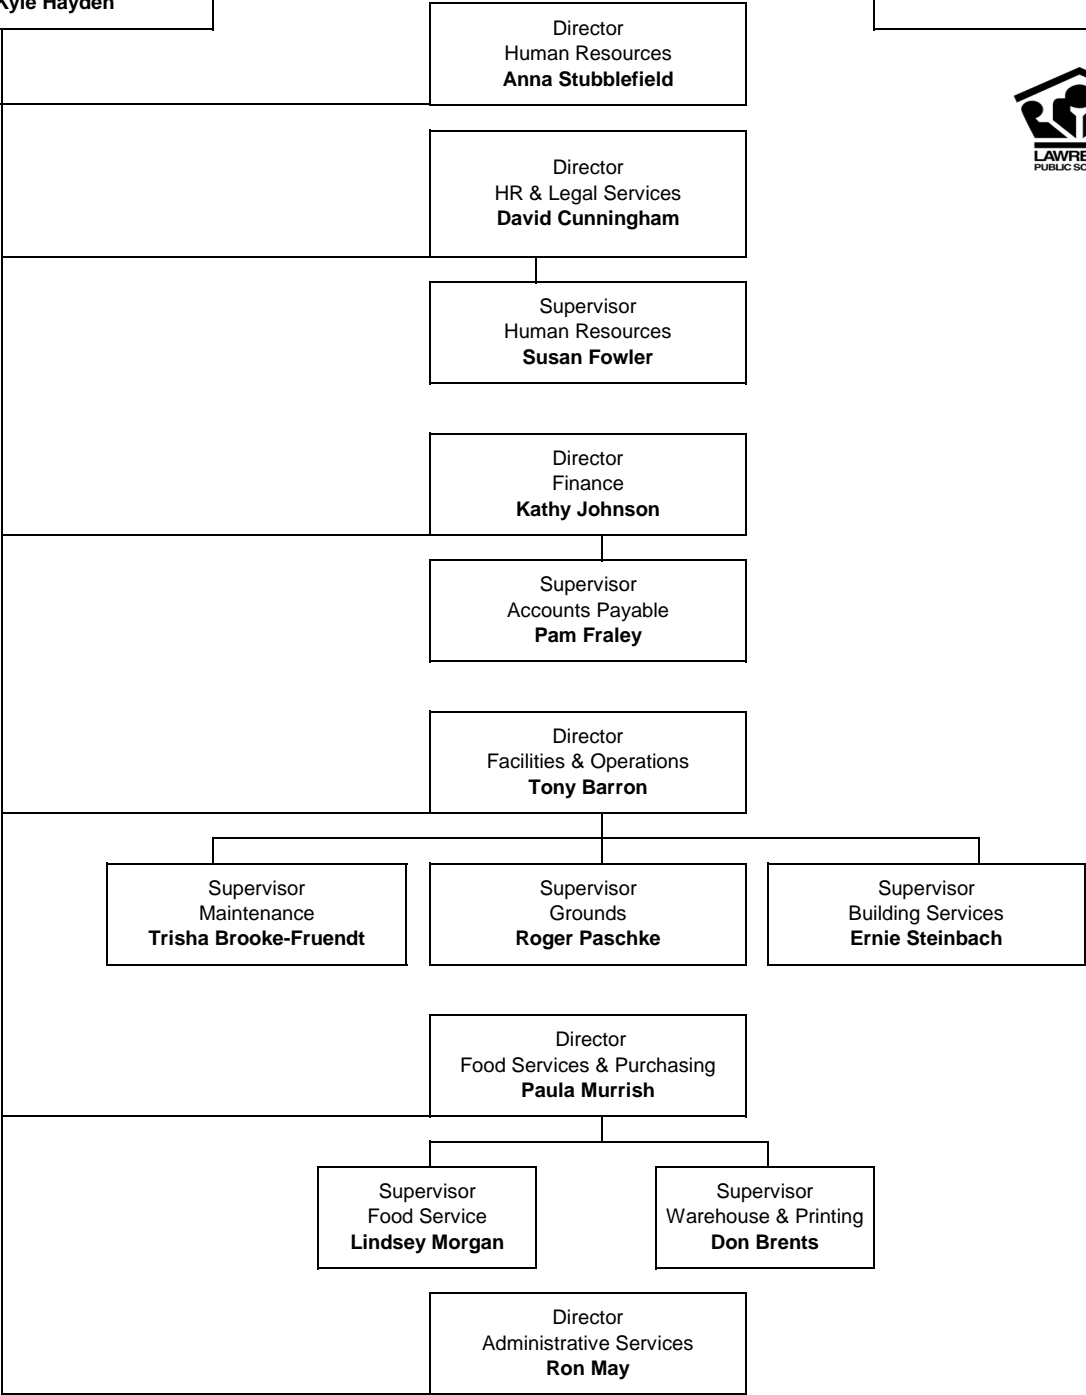 Kyle Hayden
Director
Human Resources
Anna Stubblefield
LAWRE
PUBLIC SC
Director
HR & Legal Services
David Cunningham
Supervisor
Human Resources
Susan Fowler
Director
Finance
Kathy Johnson
Supervisor
Accounts Payable
Pam Fraley
Director
Facilities & Operations
Tony Barron
Supervisor
Maintenance
Trisha Brooke-Fruendt
Supervisor
Grounds
Roger Paschke
Supervisor
Building Services
Ernie Steinbach
Director
Food Services & Purchasing
Paula Murrish
Supervisor
Food Service
Lindsey Morgan
Supervisor
Warehouse & Printing
Don Brents
Director
Administrative Services
Ron May